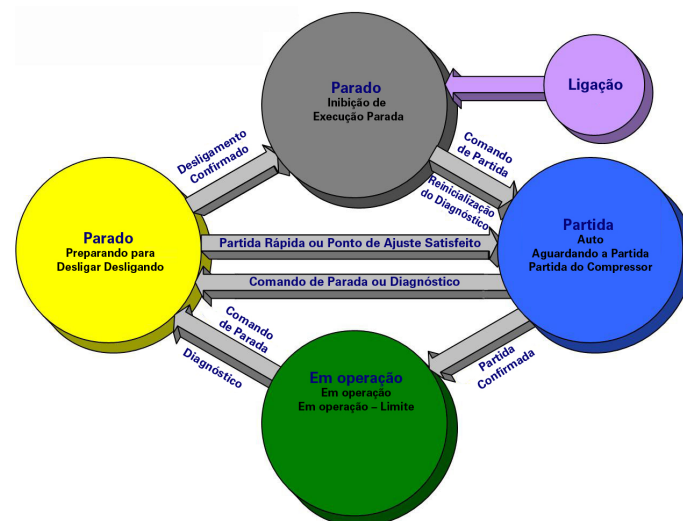 Parado
Inibição de
Execução Parada
Ligação
Desligamento
Confirmado
Comando
de Partida
Reinicialização
do Diagnóstico
Parado
Preparando para
Desligar Desligando
Partida Rápida ou Ponto de Ajuste Satisfeito
Comando de Parada ou Diagnóstico
Partida
Auto
Aguardando a Partida
Partida do Compressor
Comando
de Parada
Diagnóstico
Em operação
Em operação
Em operação – Limite
Partida
Confirmada